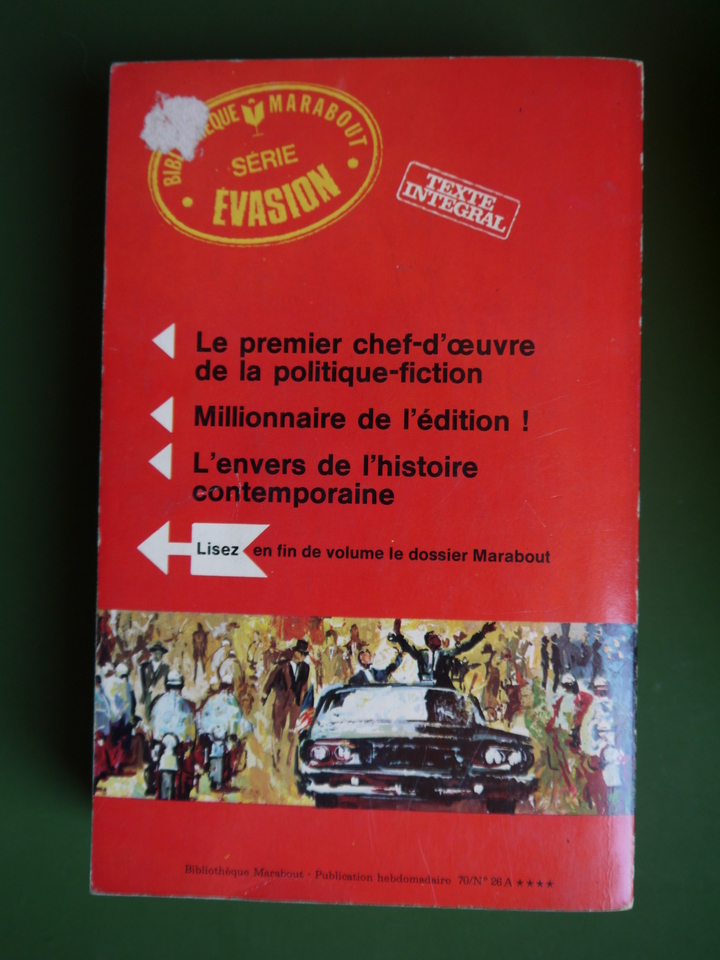 BIBLIOTHÈQUE MARABOUT
SÉRIE
ÉVASION
TEXTE
INTÉGRAL
Le premier chef-d'œuvre
de la politique-fiction
Millionnaire de l'édition !
L'envers de l'histoire
contemporaine
Lisez en fin de volume le dossier Marabout
Bibliothèque Marabout - Publication hebdomadaire 70/N° 26 A ★★★★